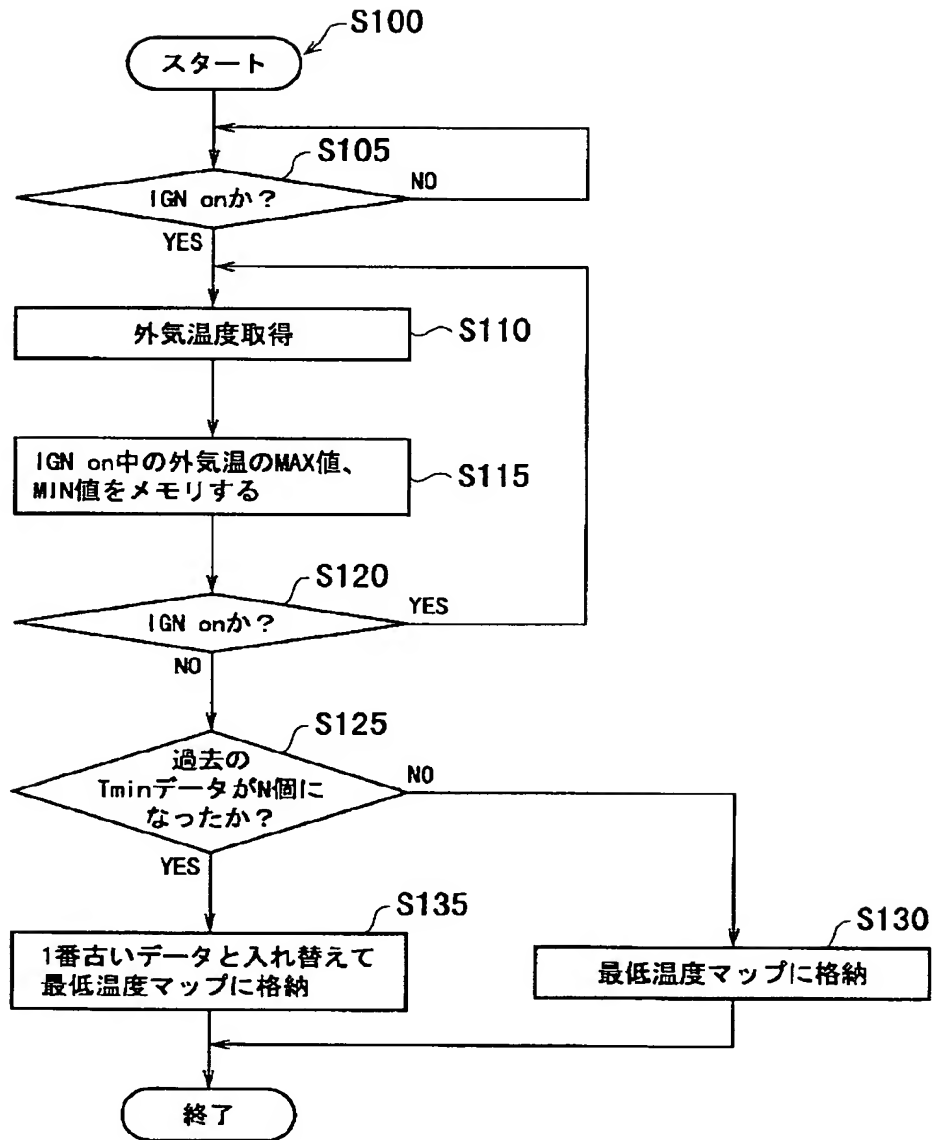 S100
スタート
S105
IGN onか？
NO
YES
外気温度取得
S110
IGN on中の外気温のMAX値、
MIN値をメモリする
S115
S120
IGN onか？
YES
NO
S125
過去の
Tminデータが N個に
なったか？
NO
YES
S135
1番古いデータと入れ替えて
最低温度マップに格納
S130
最低温度マップに格納
終了